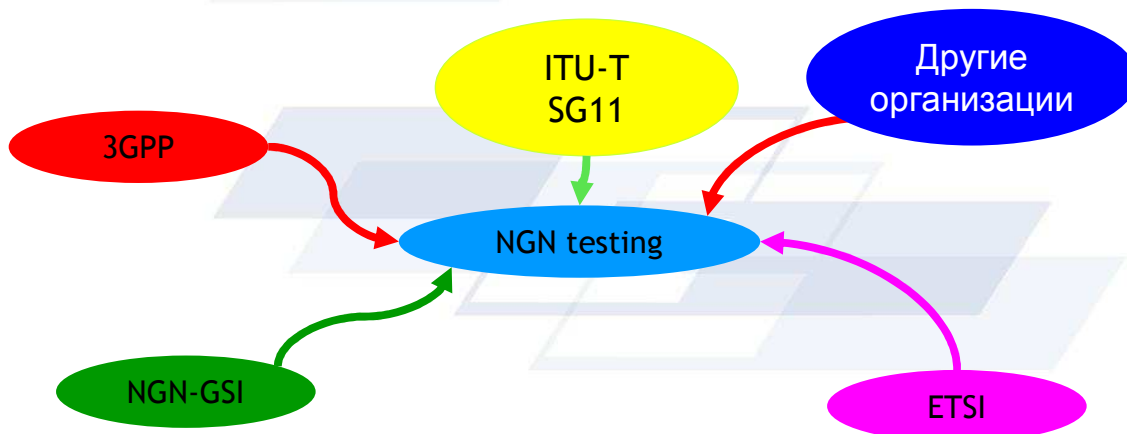 ITU-T
SG11
Другие
организации
3GPP
NGN testing
NGN-GSI
ETSI